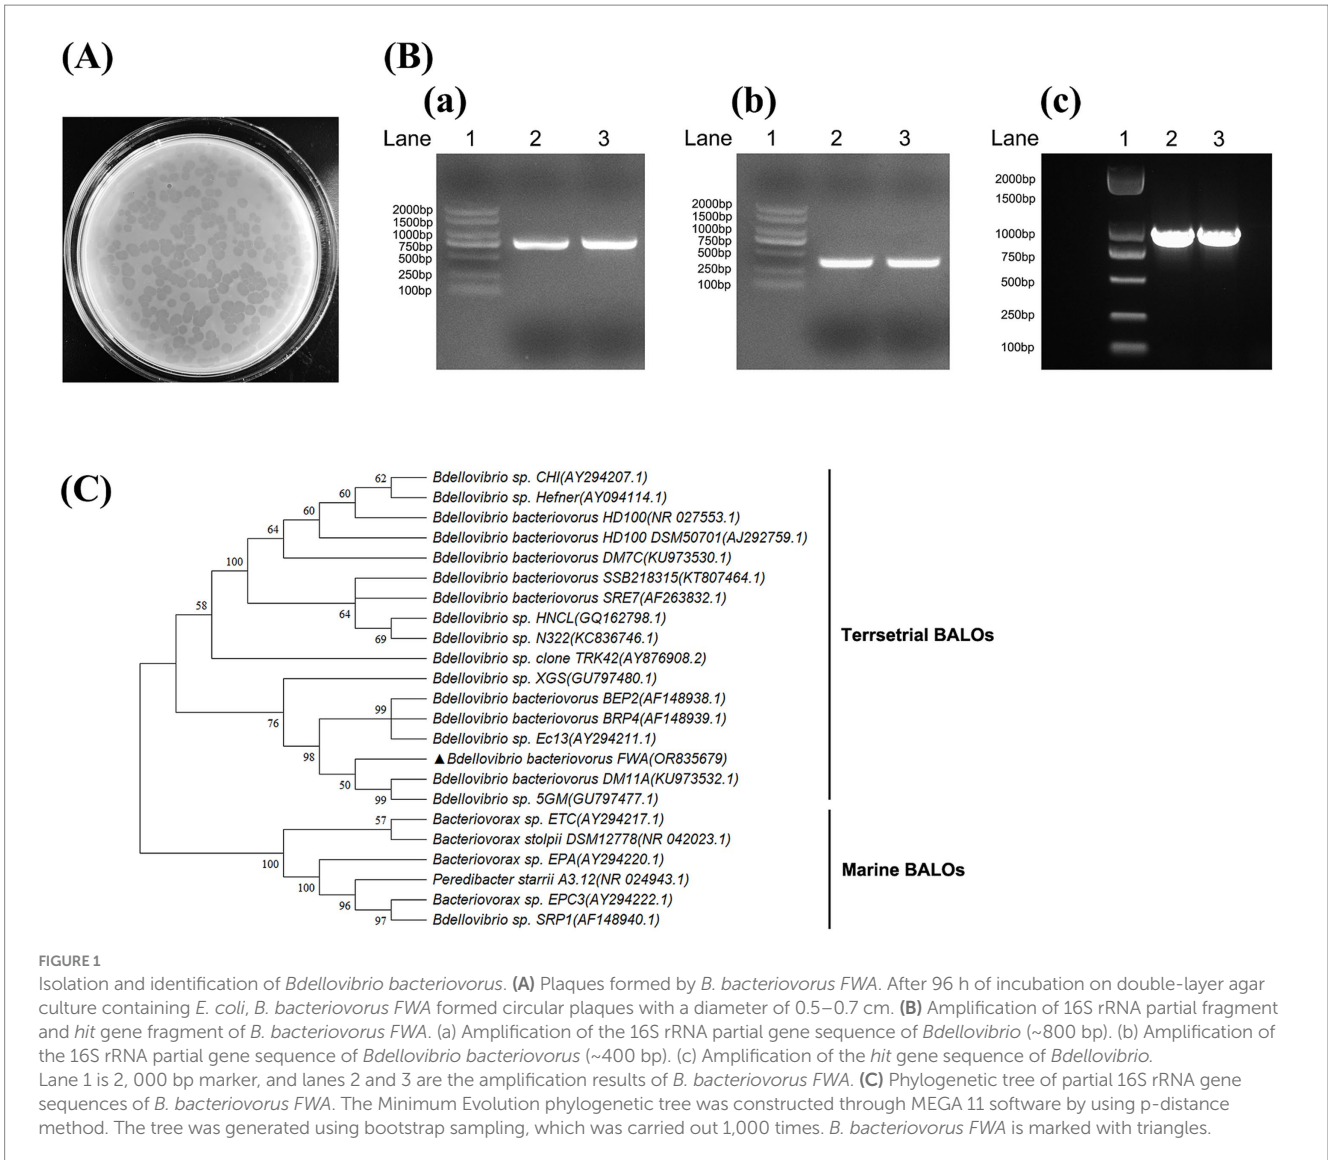 (A)
(B)
(a)
Lane 1 2 3
2000bp
1500bp
1000bp
750bp
500bp
250bp
100bp
(b)
Lane 1 2 3
2000bp
1500bp
1000bp
750bp
500bp
250bp
100bp
(c)
Lane 1 2 3
2000bp
1500bp
1000bp
750bp
500bp
250bp
100bp
(C)
62
60
60
64
100
58
64
69
76
99
98
50
99
57
100
100
96
97
Bdellovibrio sp. CHI(AY294207.1)
Bdellovibrio sp. Hefner(AY094114.1)
Bdellovibrio bacteriovorus HD100(NR 027553.1)
Bdellovibrio bacteriovorus HD100 DSM50701(AJ292759.1)
Bdellovibrio bacteriovorus DM7C(KU973530.1)
Bdellovibrio bacteriovorus SSB218315(KT807464.1)
Bdellovibrio bacteriovorus SRE7(AF263832.1)
Bdellovibrio sp. HNCL(GQ162798.1)
Bdellovibrio sp. N322(KC836746.1)
Bdellovibrio sp. clone TRK42(AY876908.2)
Bdellovibrio sp. XGS(GU797480.1)
Bdellovibrio bacteriovorus BEP2(AF148938.1)
Bdellovibrio bacteriovorus BRP4(AF148939.1)
Bdellovibrio sp. Ec13(AY294211.1)
▲Bdellovibrio bacteriovorus FWA(OR835679)
Bdellovibrio bacteriovorus DM11A(KU973532.1)
Bdellovibrio sp. 5GM(GU797477.1)
Bacteriovorax sp. ETC(AY294217.1)
Bacteriovorax stolpii DSM12778(NR 042023.1)
Bacteriovorax sp. EPA(AY294220.1)
Peredibacter starrii A3.12(NR 024943.1)
Bacteriovorax sp. EPC3(AY294222.1)
Bdellovibrio sp. SRP1(AF148940.1)
Terrsetrial BALOs
Marine BALOs
FIGURE 1
Isolation and identification of Bdellovibrio bacteriovorus. (A) Plaques formed by B. bacteriovorus FWA. After 96 h of incubation on double-layer agar
culture containing E. coli, B. bacteriovorus FWA formed circular plaques with a diameter of 0.5–0.7 cm. (B) Amplification of 16S rRNA partial fragment
and hit gene fragment of B. bacteriovorus FWA. (a) Amplification of the 16S rRNA partial gene sequence of Bdellovibrio (~800 bp). (b) Amplification of
the 16S rRNA partial gene sequence of Bdellovibrio bacteriovorus (~400 bp). (c) Amplification of the hit gene sequence of Bdellovibrio.
Lane 1 is 2, 000 bp marker, and lanes 2 and 3 are the amplification results of B. bacteriovorus FWA. (C) Phylogenetic tree of partial 16S rRNA gene
sequences of B. bacteriovorus FWA. The Minimum Evolution phylogenetic tree was constructed through MEGA 11 software by using p-distance
method. The tree was generated using bootstrap sampling, which was carried out 1,000 times. B. bacteriovorus FWA is marked with triangles.